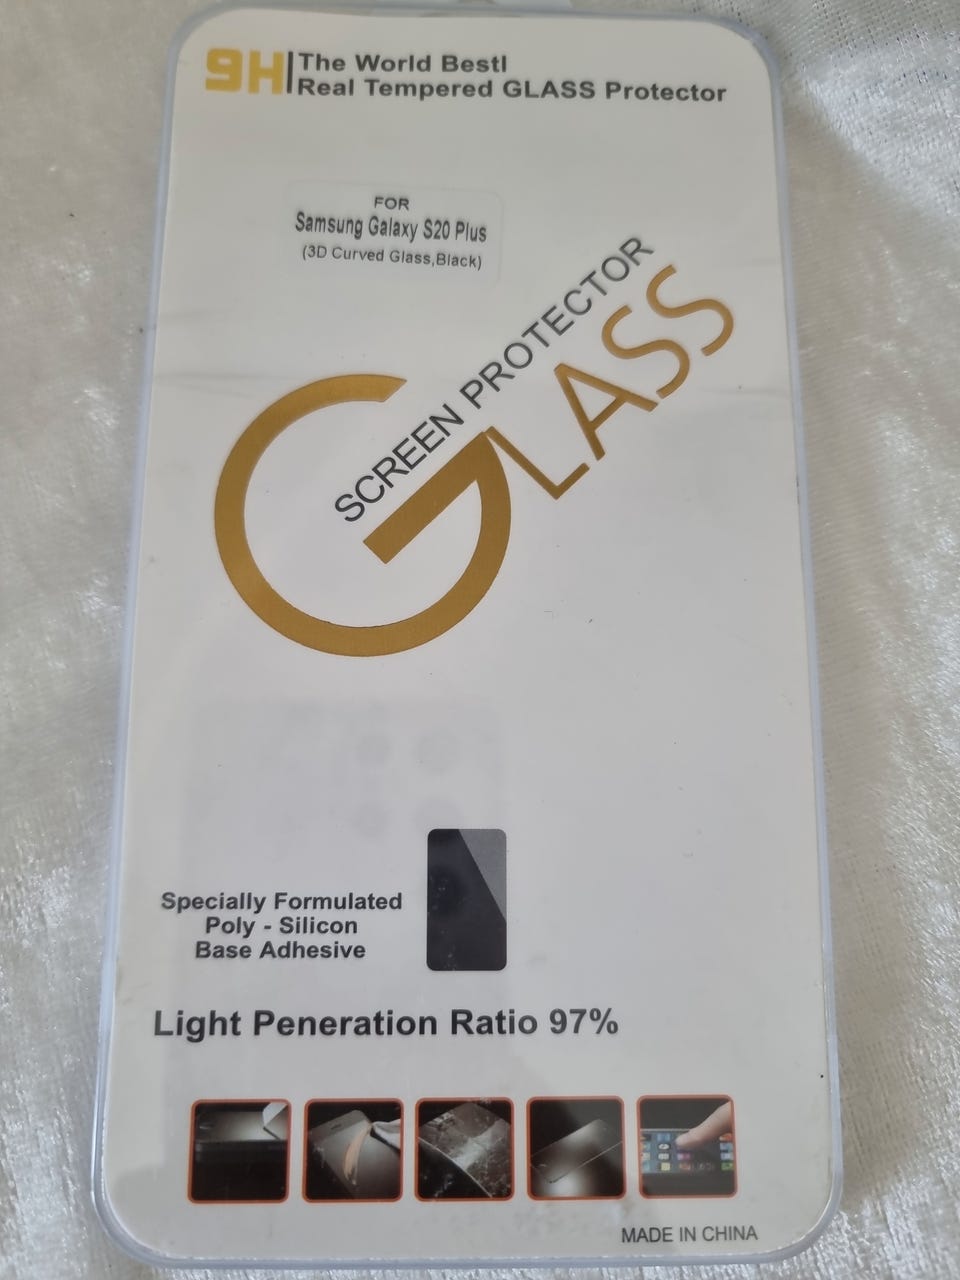 9H
The World Bestl
Real Tempered GLASS Protector
FOR
Samsung Galaxy S20 Plus
(3D Curved Glass,Black)
SCREEN PROTECTOR
GLASS
Specially Formulated
Poly - Silicon
Base Adhesive
Light Peneration Ratio 97%
MADE IN CHINA